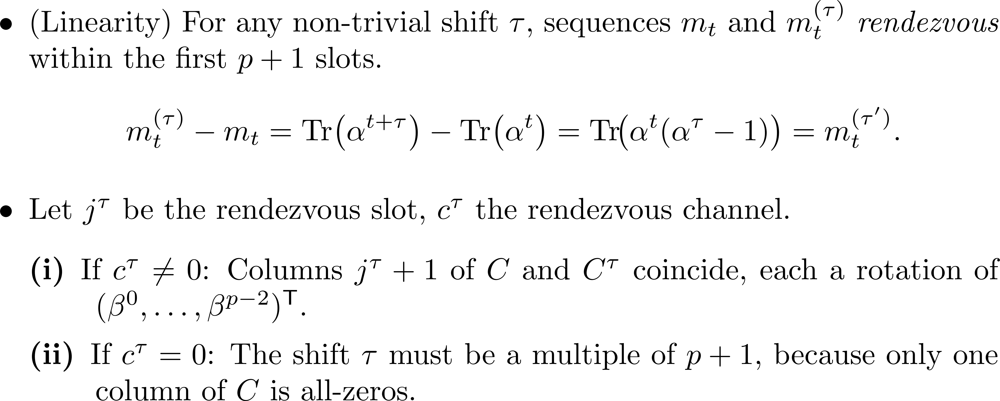 • (Linearity) For any non-trivial shift τ, sequences $m_t$ and $m_t^{(\tau)}$ rendezvous
within the first $p + 1$ slots.
$m_t^{(\tau)} - m_t = \mathrm{Tr}\big(\alpha^{t+\tau}\big) - \mathrm{Tr}\big(\alpha^t\big) = \mathrm{Tr}\big(\alpha^t(\alpha^\tau - 1)\big) = m_t^{(\tau')}.$
• Let $j^\tau$ be the rendezvous slot, $c^\tau$ the rendezvous channel.
(i) If $c^\tau \neq 0$: Columns $j^\tau + 1$ of $C$ and $C^\tau$ coincide, each a rotation of
$(\beta^0, \ldots, \beta^{p-2})^\mathsf{T}$.
(ii) If $c^\tau = 0$: The shift τ must be a multiple of $p + 1$, because only one
column of $C$ is all-zeros.